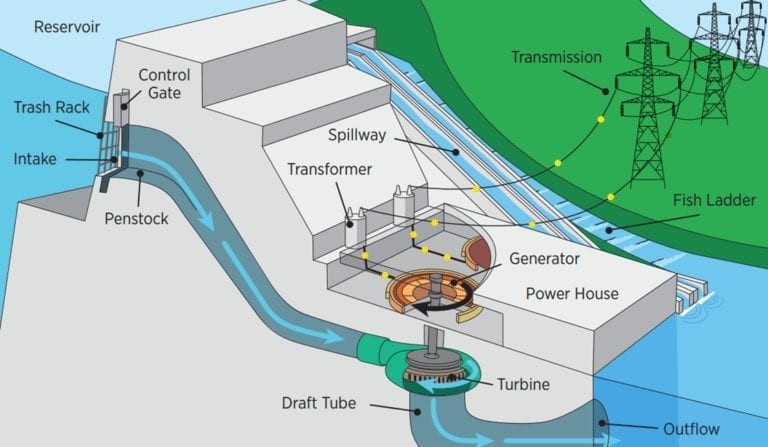 Reservoir
Control
Gate
Trash Rack
Intake
Penstock
Transmission
Spillway
Transformer
Fish Ladder
Generator
Power House
Turbine
Draft Tube
Outflow